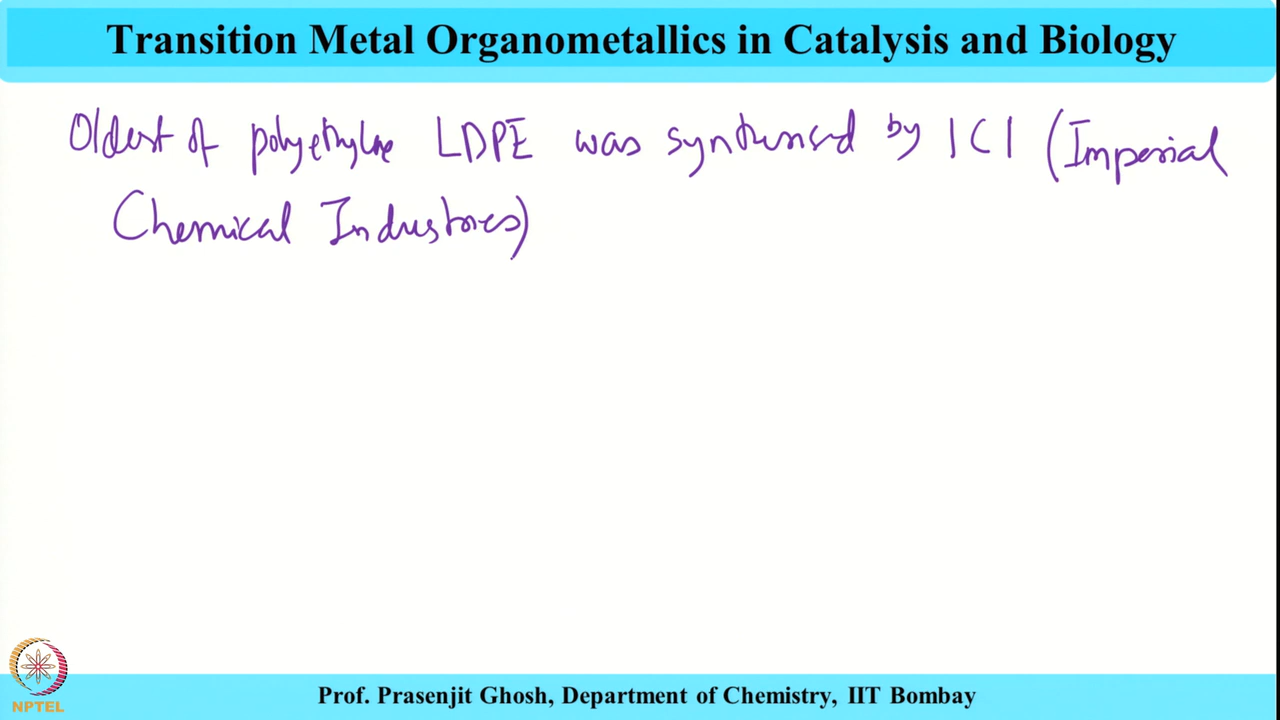 Transition Metal Organometallics in Catalysis and Biology
Oldest of polyethylene LDPE was synthesised by ICI (Imperial
Chemical Industries)
NPTEL
Prof. Prasenjit Ghosh, Department of Chemistry, IIT Bombay